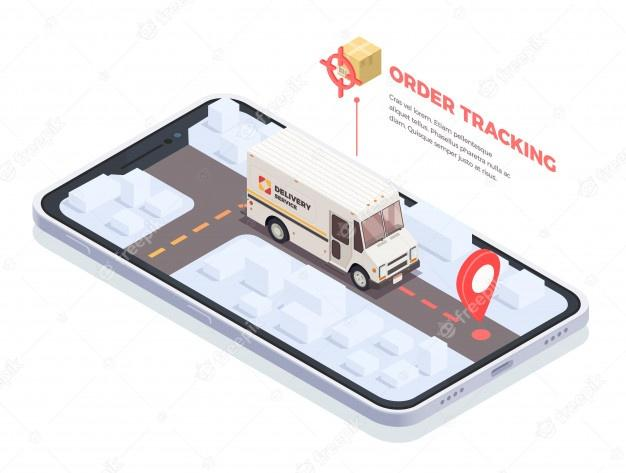 ORDER TRACKING
Cras vel lorem. Etiam pellentesque
aliquet tellus. Phasellus pharetra nulla ac
diam. Quisque semper justo at risus.
DELIVERY
SERVICE
freepik